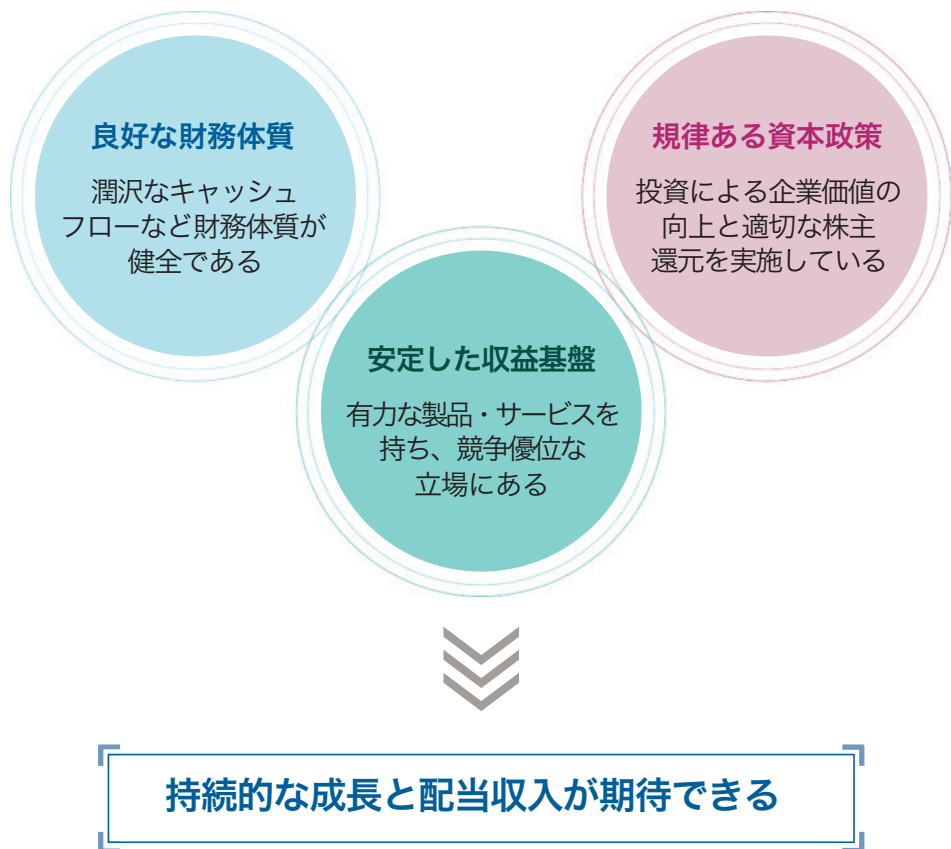 良好な財務体質
潤沢なキャッシュ
フローなど財務体質が
健全である
規律ある資本政策
投資による企業価値の
向上と適切な株主
還元を実施している
安定した収益基盤
有力な製品・サービスを
持ち、競争優位な
立場にある
持続的な成長と配当収入が期待できる